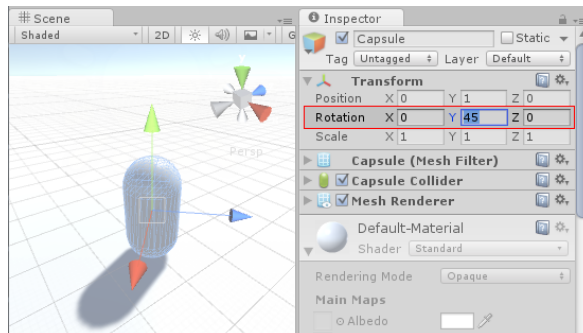 Scene
Shaded 2D G
y
Persp
Inspector
Capsule Static
Tag Untagged Layer Default
Transform
Position X 0 Y 1 Z 0
Rotation X 0 Y 45 Z 0
Scale X 1 Y 1 Z 1
Capsule (Mesh Filter)
Capsule Collider
Mesh Renderer
Default-Material
Shader Standard
Rendering Mode Opaque
Main Maps
Albedo